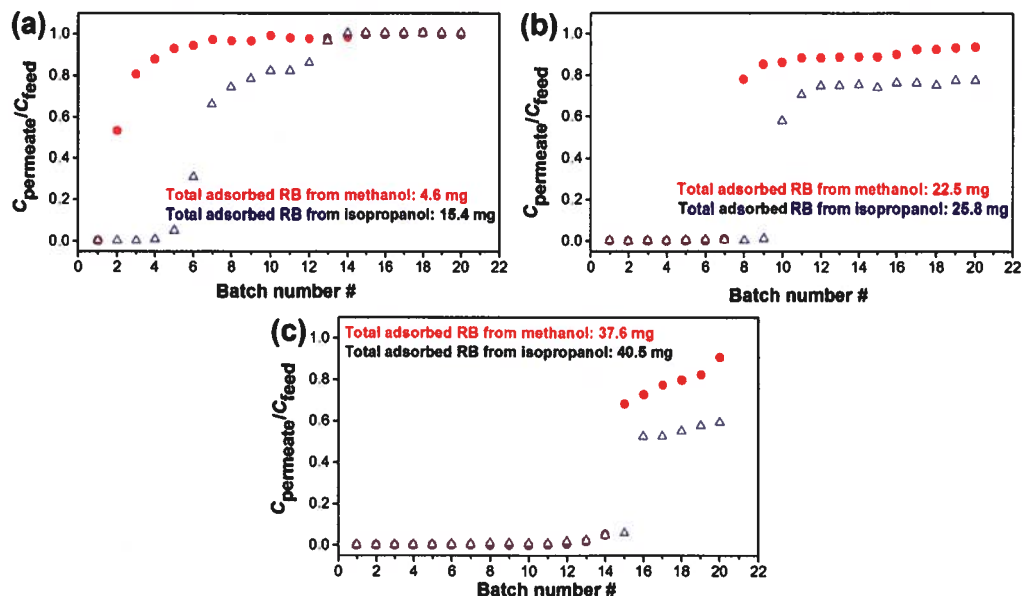 (a)
1.0
0.8
0.6
0.4
0.2
0.0
Cpermeate/Cfeed
Total adsorbed RB from methanol: 4.6 mg
Total adsorbed RB from isopropanol: 15.4 mg
0 2 4 6 8 10 12 14 16 18 20 22
Batch number #
(b)
1.0
0.8
0.6
0.4
0.2
0.0
Cpermeate/Cfeed
Total adsorbed RB from methanol: 22.5 mg
Total adsorbed RB from isopropanol: 25.8 mg
0 2 4 6 8 10 12 14 16 18 20 22
Batch number #
(c)
1.0
0.8
0.6
0.4
0.2
0.0
Cpermeate/Cfeed
Total adsorbed RB from methanol: 37.6 mg
Total adsorbed RB from isopropanol: 40.5 mg
0 2 4 6 8 10 12 14 16 18 20 22
Batch number #